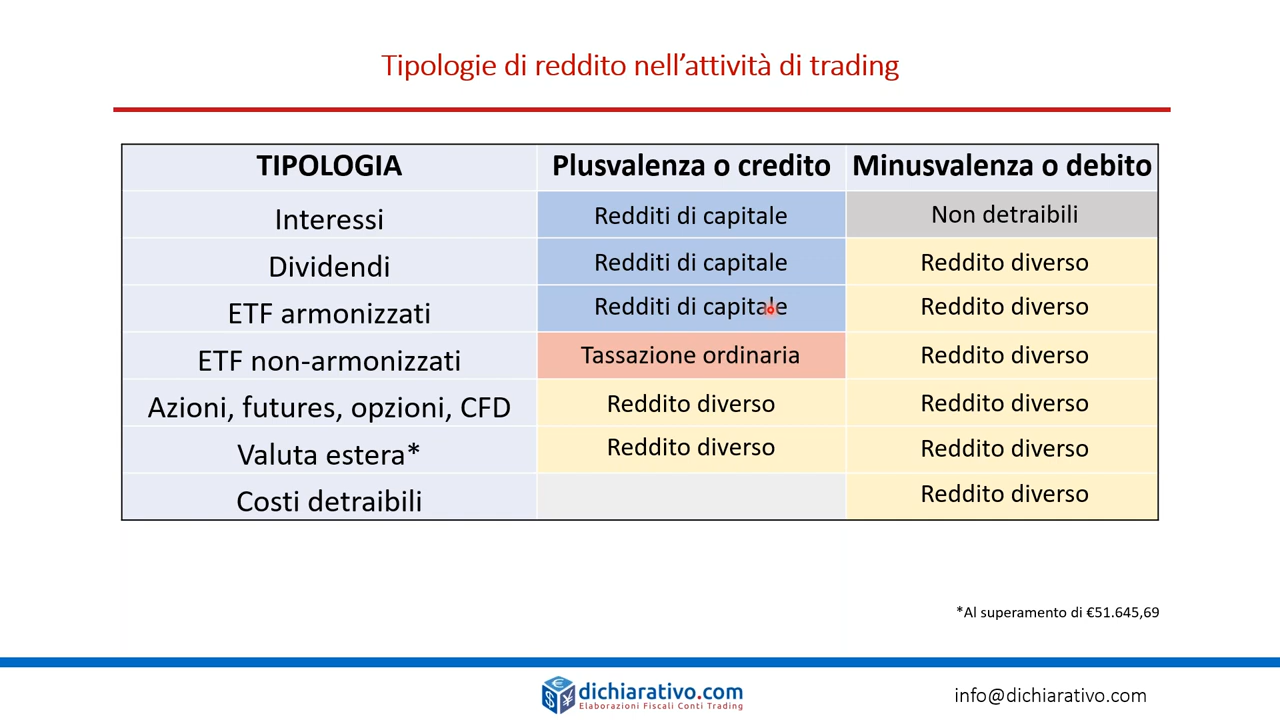 Tipologie di reddito nell'attività di trading
TIPOLOGIA Plusvalenza o credito Minusvalenza o debito
Interessi Redditi di capitale Non detraibili
Dividendi Redditi di capitale Reddito diverso
ETF armonizzati Redditi di capitale Reddito diverso
ETF non-armonizzati Tassazione ordinaria Reddito diverso
Azioni, futures, opzioni, CFD Reddito diverso Reddito diverso
Valuta estera* Reddito diverso Reddito diverso
Costi detraibili Reddito diverso
*Al superamento di €51.645,69
dichiarativo.com
Elaborazioni Fiscali Conti Trading
info@dichiarativo.com